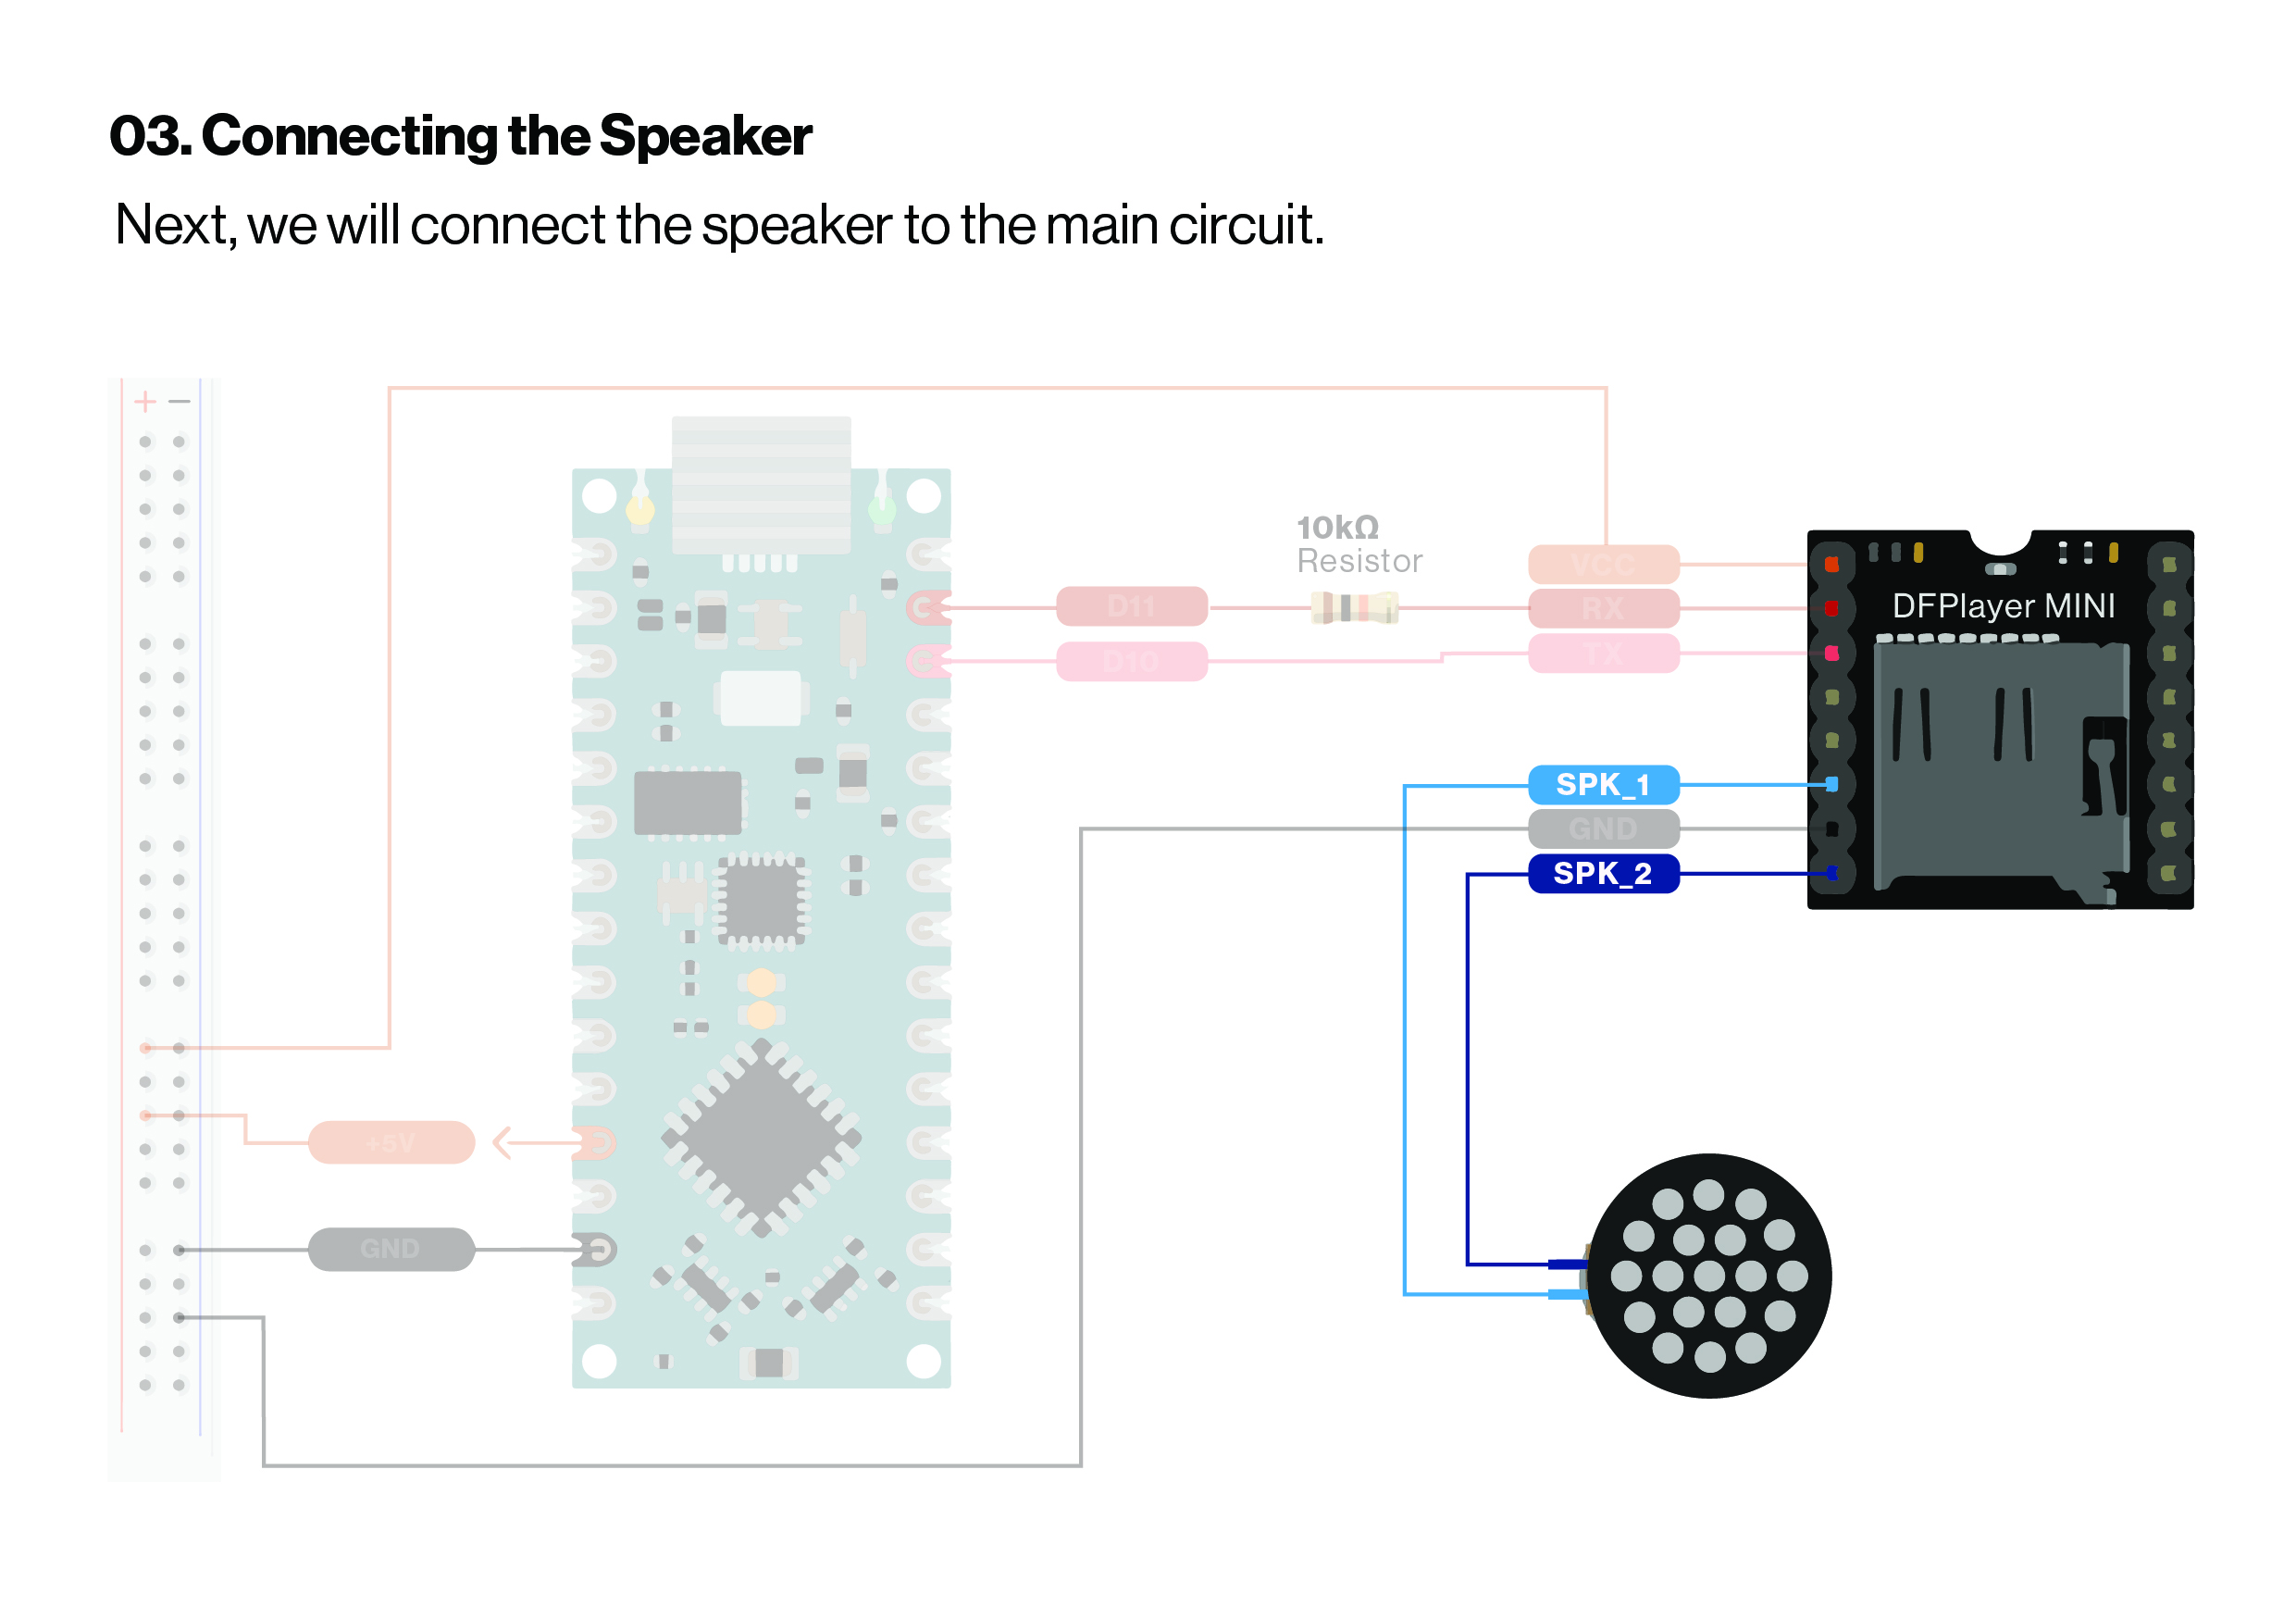 03. Connecting the Speaker
Next, we will connect the speaker to the main circuit.
+ −
10kΩ
Resistor
VCC
D11
RX
DFPlayer MINI
D10
TX
SPK_1
GND
SPK_2
+5V
GND